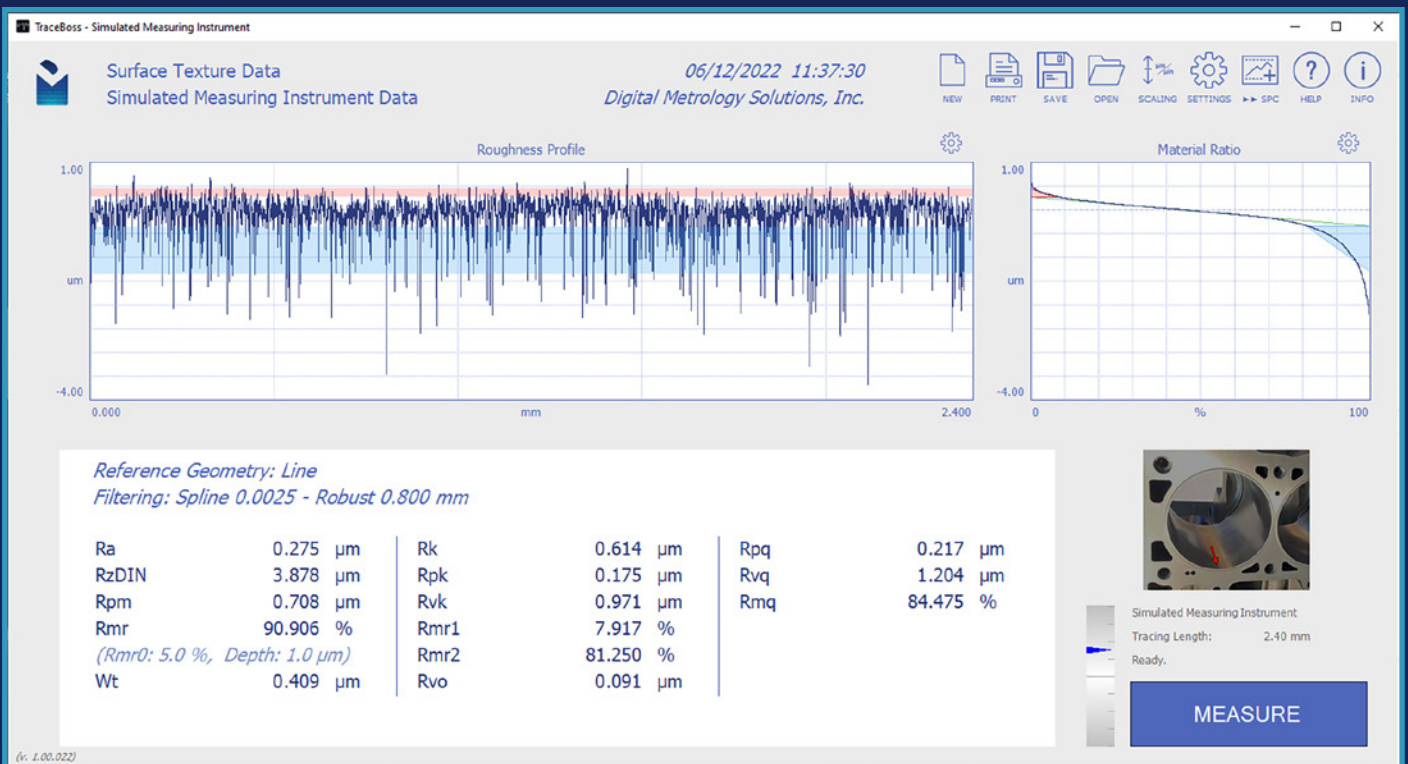 TraceBoss - Simulated Measuring Instrument
Surface Texture Data
Simulated Measuring Instrument Data
06/12/2022 11:37:30
Digital Metrology Solutions, Inc.
NEW PRINT SAVE OPEN SCALING SETTINGS ►► SPC HELP INFO
Roughness Profile
1.00
um
-4.00
0.000 mm 2.400
Material Ratio
1.00
um
-4.00
0 % 100
Reference Geometry: Line
Filtering: Spline 0.0025 - Robust 0.800 mm
Ra 0.275 µm
RzDIN 3.878 µm
Rpm 0.708 µm
Rmr 90.906 %
(Rmr0: 5.0 %, Depth: 1.0 µm)
Wt 0.409 µm
Rk 0.614 µm
Rpk 0.175 µm
Rvk 0.971 µm
Rmr1 7.917 %
Rmr2 81.250 %
Rvo 0.091 µm
Rpq 0.217 µm
Rvq 1.204 µm
Rmq 84.475 %
Simulated Measuring Instrument
Tracing Length: 2.40 mm
Ready.
MEASURE
(v. 1.00.022)